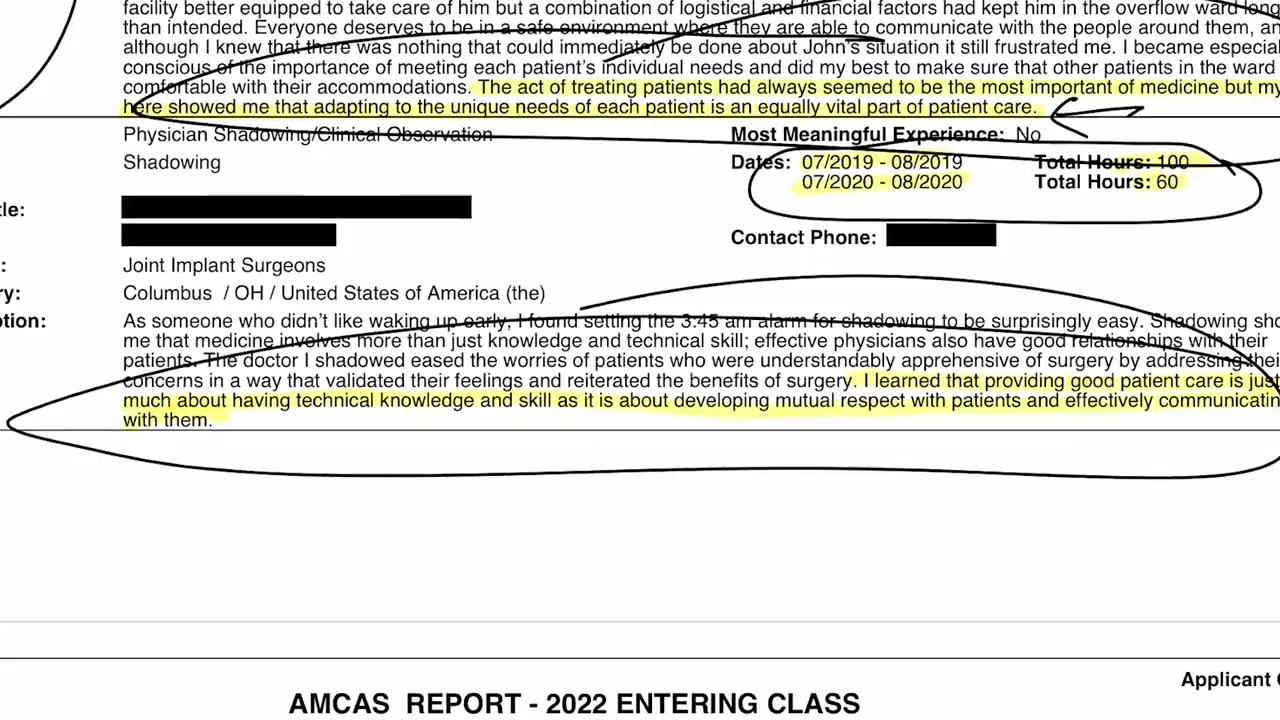 facility better equipped to take care of him but a combination of logistical and financial factors had kept him in the overflow ward
than intended. Everyone deserves to be in a safe environment where they are able to communicate with the people around them,
although I knew that there was nothing that could immediately be done about John's situation it still frustrated me. I became
conscious of the importance of meeting each patient's individual needs and did my best to make sure that other patients in the ward
comfortable with their accommodations. The act of treating patients had always seemed to be the most important of medicine but my
here showed me that adapting to the unique needs of each patient is an equally vital part of patient care.
Physician Shadowing/Clinical Observation Most Meaningful Experience: No
Shadowing Dates: 07/2019 - 08/2019 Total Hours: 100
07/2020 - 08/2020 Total Hours: 60
Contact Phone:
Joint Implant Surgeons
Columbus / OH / United States of America (the)
As someone who didn't like waking up early, I found setting the 3:45 am alarm for shadowing to be surprisingly easy. Shadowing
me that medicine involves more than just knowledge and technical skill; effective physicians also have good relationships with their
patients. The doctor I shadowed eased the worries of patients who were understandably apprehensive of surgery by addressing
concerns in a way that validated their feelings and reiterated the benefits of surgery. I learned that providing good patient care is just
much about having technical knowledge and skill as it is about developing mutual respect with patients and effectively
with them.
Applicant
AMCAS REPORT - 2022 ENTERING CLASS